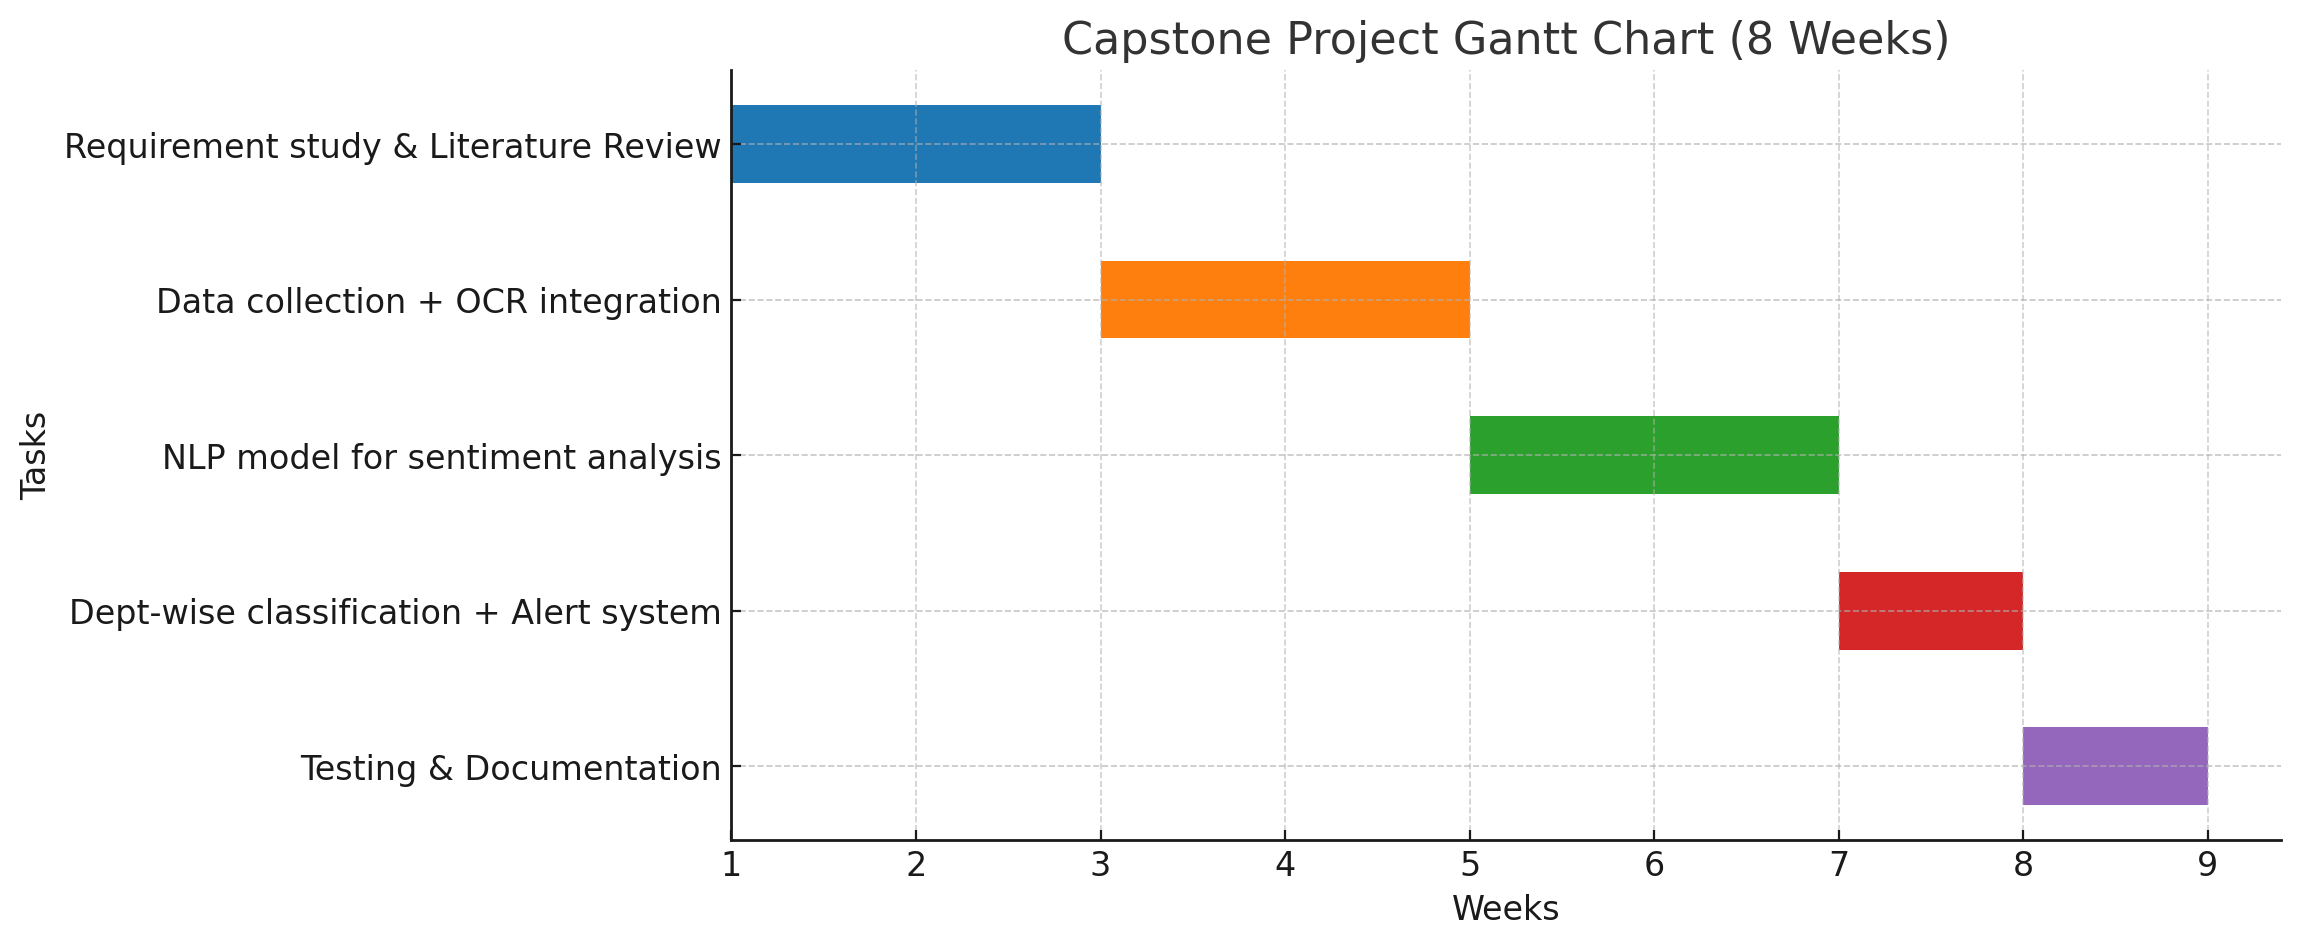 Capstone Project Gantt Chart (8 Weeks)
Requirement study & Literature Review
Data collection + OCR integration
NLP model for sentiment analysis
Dept-wise classification + Alert system
Testing & Documentation
Tasks
1 2 3 4 5 6 7 8 9
Weeks